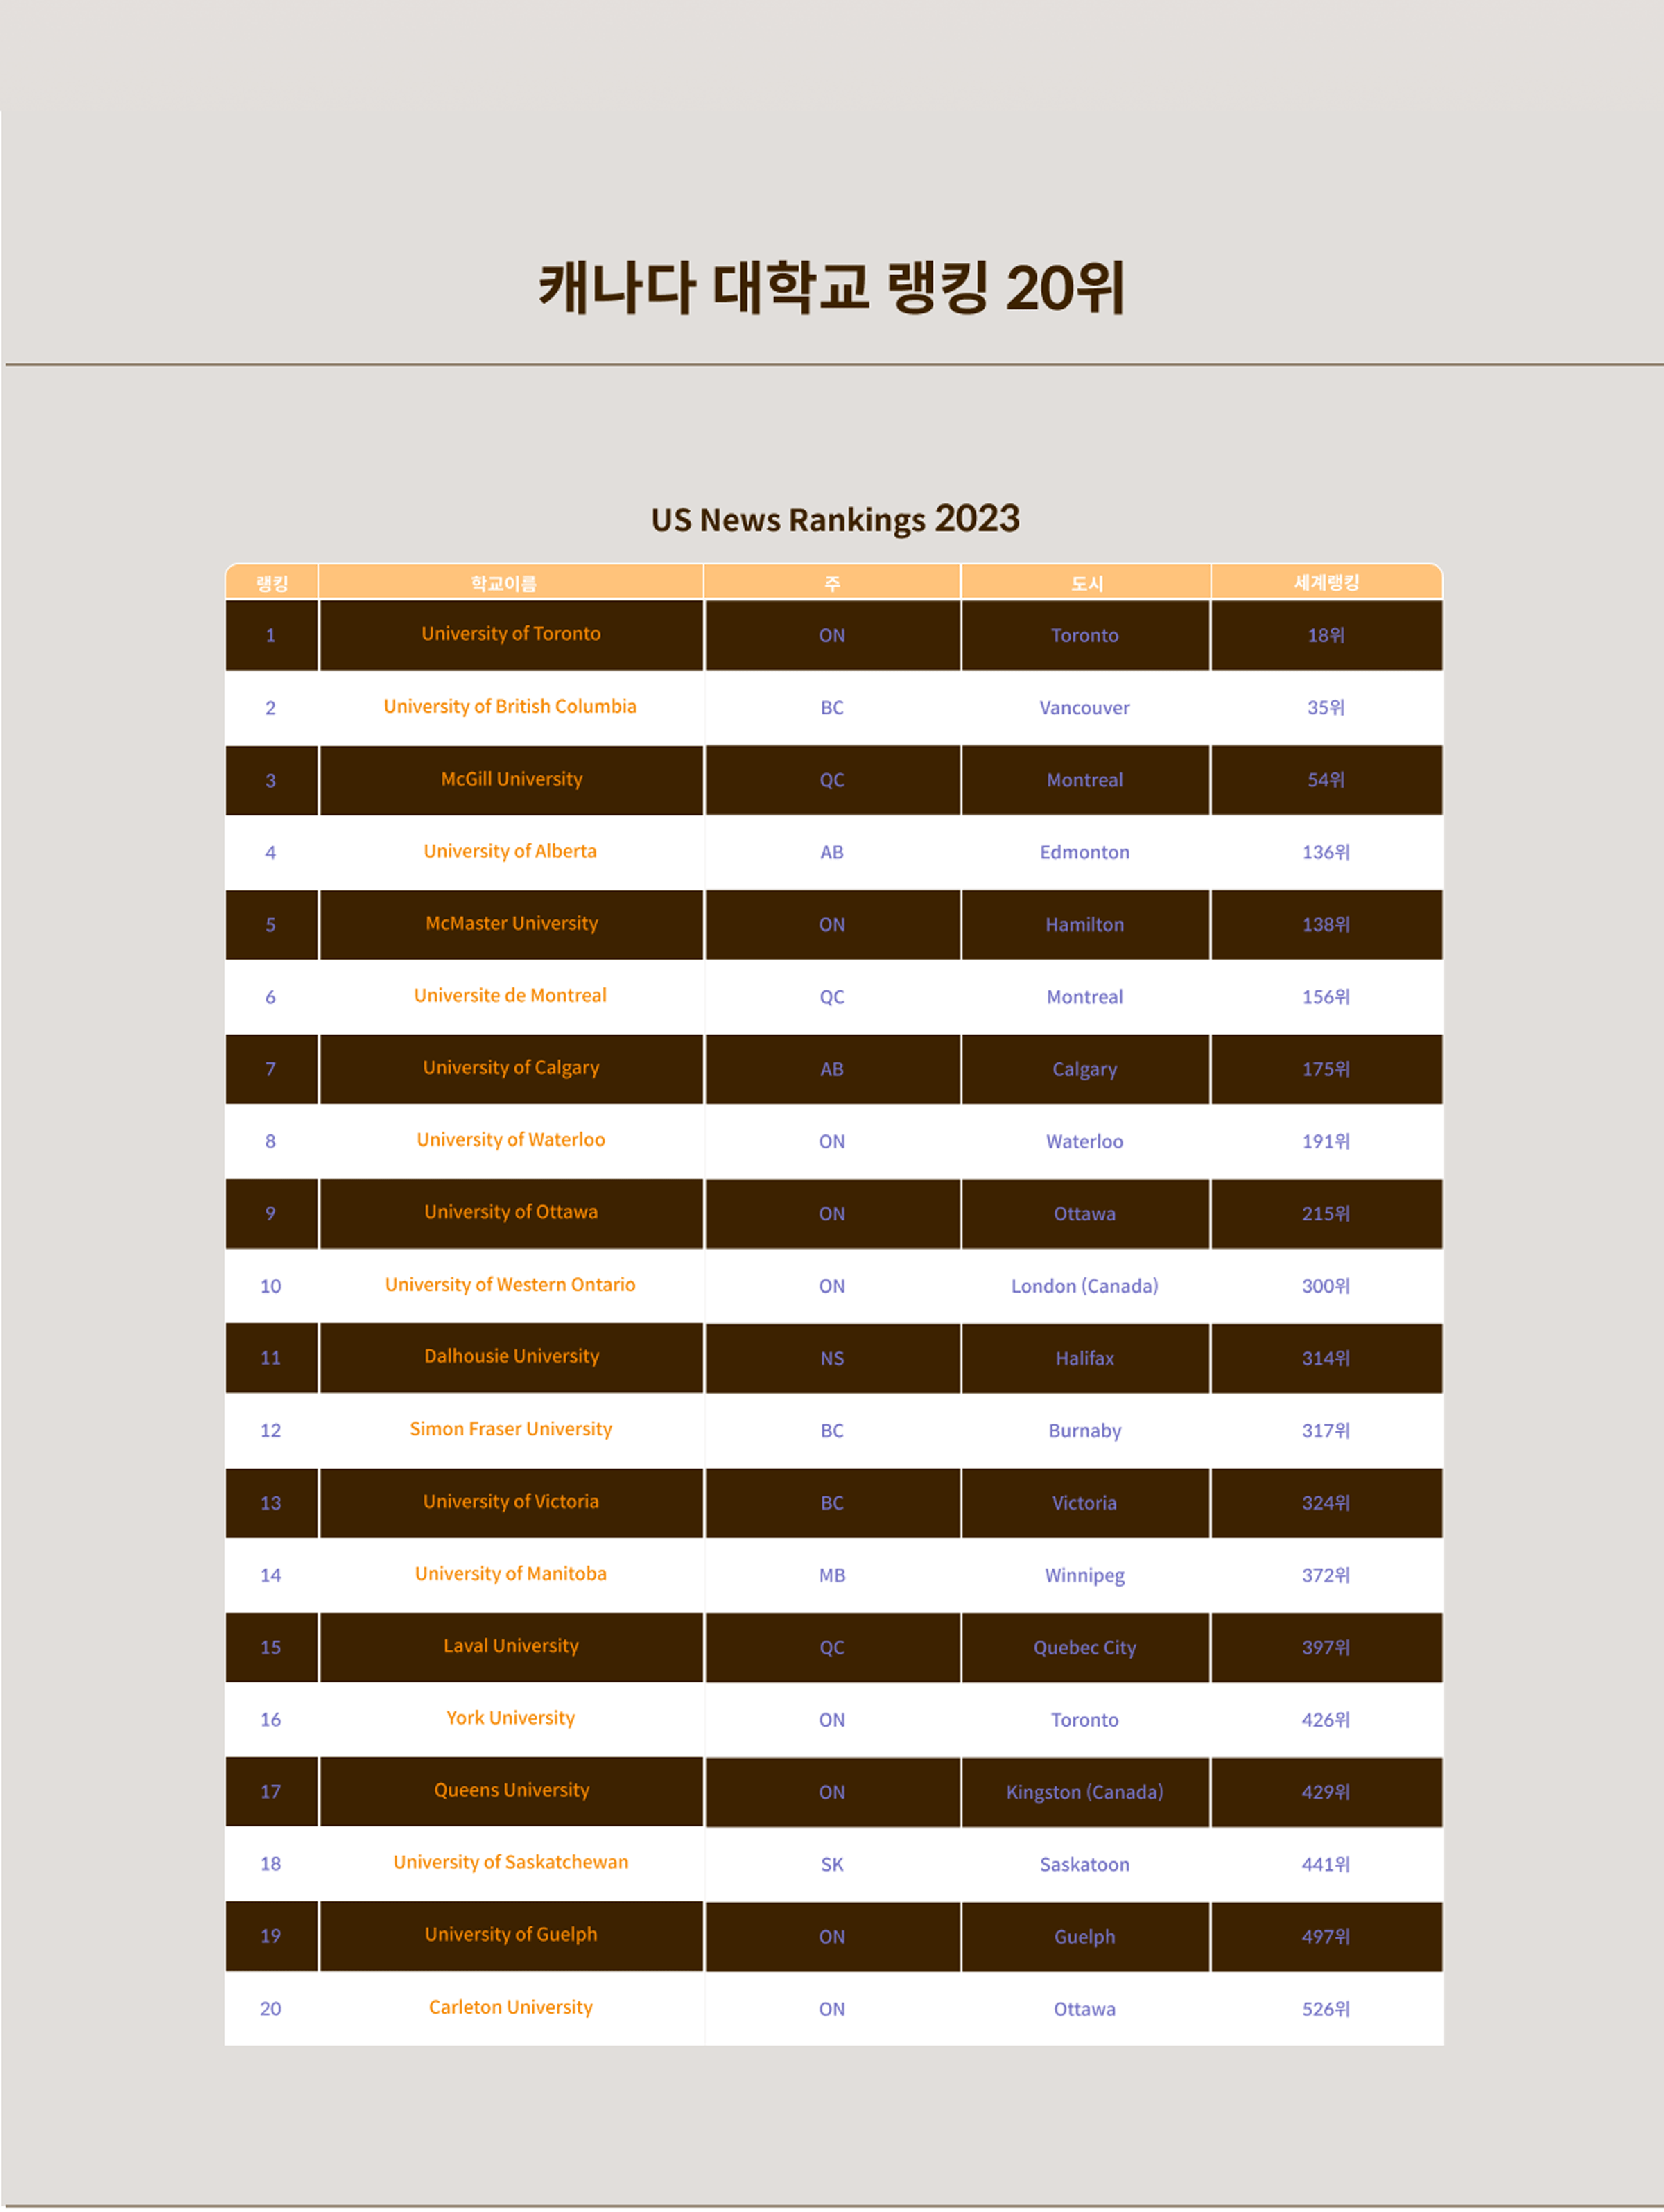 캐나다 대학교 랭킹 20위
US News Rankings 2023
랭킹 학교이름 주 도시 세계랭킹
1 University of Toronto ON Toronto 18위
2 University of British Columbia BC Vancouver 35위
3 McGill University QC Montreal 54위
4 University of Alberta AB Edmonton 136위
5 McMaster University ON Hamilton 138위
6 Universite de Montreal QC Montreal 156위
7 University of Calgary AB Calgary 175위
8 University of Waterloo ON Waterloo 191위
9 University of Ottawa ON Ottawa 215위
10 University of Western Ontario ON London (Canada) 300위
11 Dalhousie University NS Halifax 314위
12 Simon Fraser University BC Burnaby 317위
13 University of Victoria BC Victoria 324위
14 University of Manitoba MB Winnipeg 372위
15 Laval University QC Quebec City 397위
16 York University ON Toronto 426위
17 Queens University ON Kingston (Canada) 429위
18 University of Saskatchewan SK Saskatoon 441위
19 University of Guelph ON Guelph 497위
20 Carleton University ON Ottawa 526위